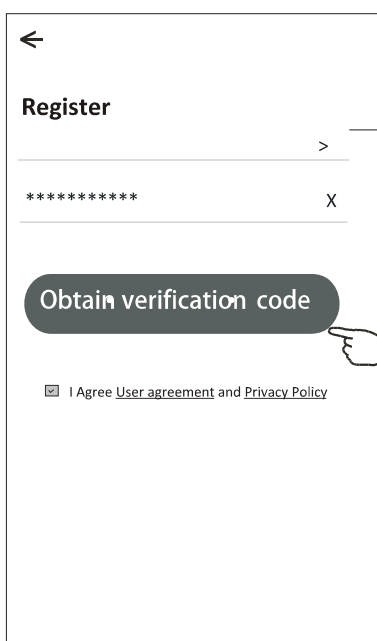 Register
>
*********** X
Obtain verification code
I Agree User agreement and Privacy Policy